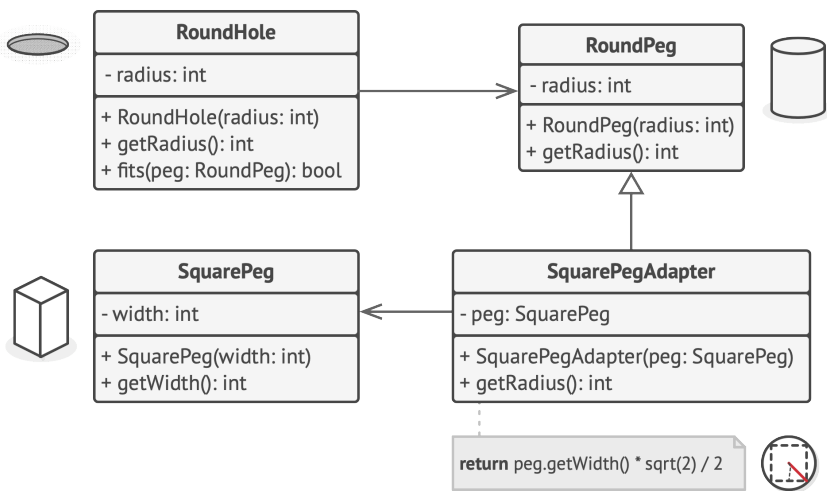 RoundHole
- radius: int
+ RoundHole(radius: int)
+ getRadius(): int
+ fits(peg: RoundPeg): bool
RoundPeg
- radius: int
+ RoundPeg(radius: int)
+ getRadius(): int
SquarePeg
- width: int
+ SquarePeg(width: int)
+ getWidth(): int
SquarePegAdapter
- peg: SquarePeg
+ SquarePegAdapter(peg: SquarePeg)
+ getRadius(): int
return peg.getWidth() * sqrt(2) / 2